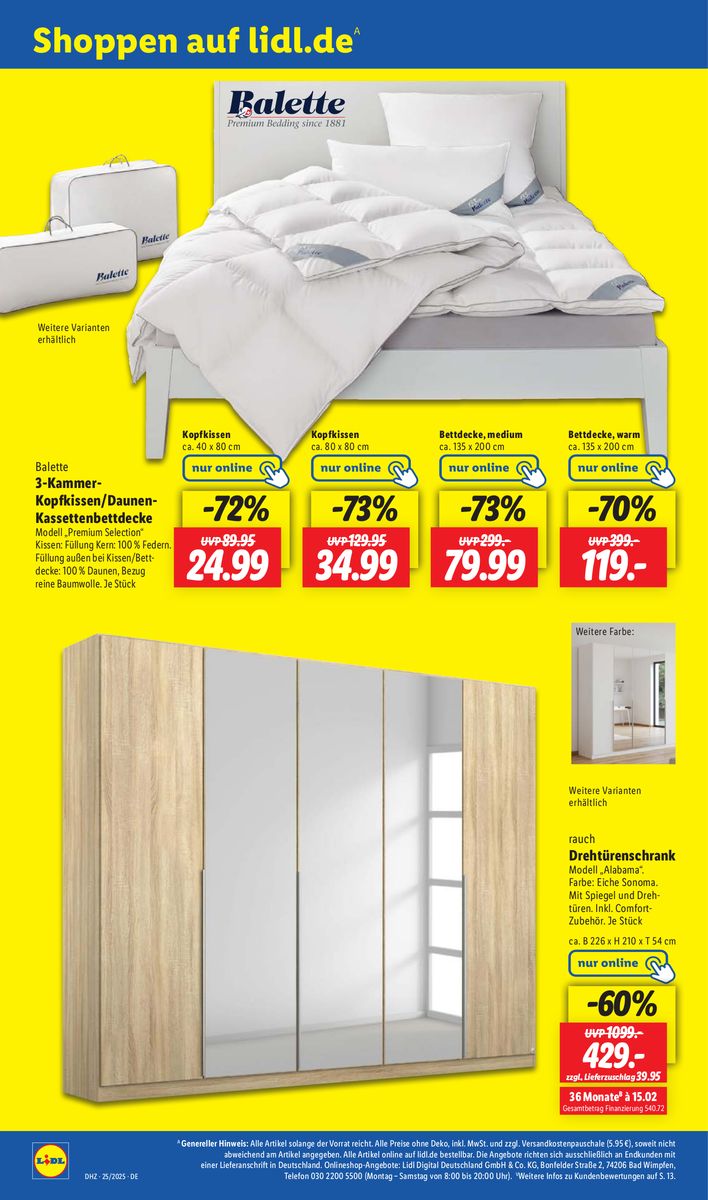 Shoppen auf lidl.de A
Balette
Premium Bedding since 1881
Balette
Balette
Weitere Varianten
erhältlich
Balette
3-Kammer-
Kopfkissen/Daunen-
Kassettenbettdecke
Modell „Premium Selection“
Kissen: Füllung Kern: 100 % Federn.
Füllung außen bei Kissen/Bett-
decke: 100 % Daunen, Bezug
reine Baumwolle. Je Stück
Kopfkissen
ca. 40 x 80 cm
nur online
-72%
UVP 89.95
24.99
Kopfkissen
ca. 80 x 80 cm
nur online
-73%
UVP 129.95
34.99
Bettdecke, medium
ca. 135 x 200 cm
nur online
-73%
UVP 299.-
79.99
Bettdecke, warm
ca. 135 x 200 cm
nur online
-70%
UVP 399.-
119.-
Weitere Farbe:
Weitere Varianten
erhältlich
rauch
Drehtürenschrank
Modell „Alabama“.
Farbe: Eiche Sonoma.
Mit Spiegel und Dreh-
türen. Inkl. Comfort-
Zubehör. Je Stück
ca. B 226 x H 210 x T 54 cm
nur online
-60%
UVP 1099.-
429.-
zzgl. Lieferzuschlag 39.95
36 Monate B à 15.02
Gesamtbetrag Finanzierung 540.72
LIDL
DHZ · 25/2025 · DE
A Genereller Hinweis: Alle Artikel solange der Vorrat reicht. Alle Preise ohne Deko, inkl. MwSt. und zzgl. Versandkostenpauschale (5.95 €), soweit nicht
abweichend am Artikel angegeben. Alle Artikel online auf lidl.de bestellbar. Die Angebote richten sich ausschließlich an Endkunden mit
einer Lieferanschrift in Deutschland. Onlineshop-Angebote: Lidl Digital Deutschland GmbH & Co. KG, Bonfelder Straße 2, 74206 Bad Wimpfen,
Telefon 030 2200 5500 (Montag – Samstag von 8:00 bis 20:00 Uhr). Weitere Infos zu Kundenbewertungen auf S. 13.